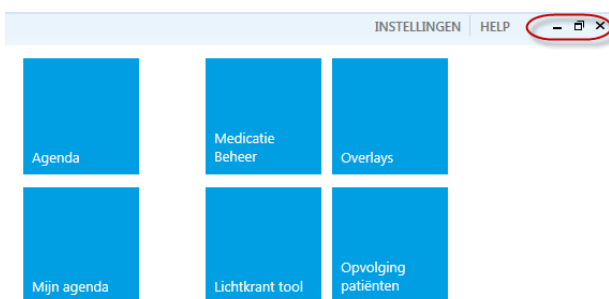 INSTELLINGEN HELP
Agenda
Medicatie
Beheer
Overlays
Mijn agenda
Lichtkrant tool
Opvolging
patiënten